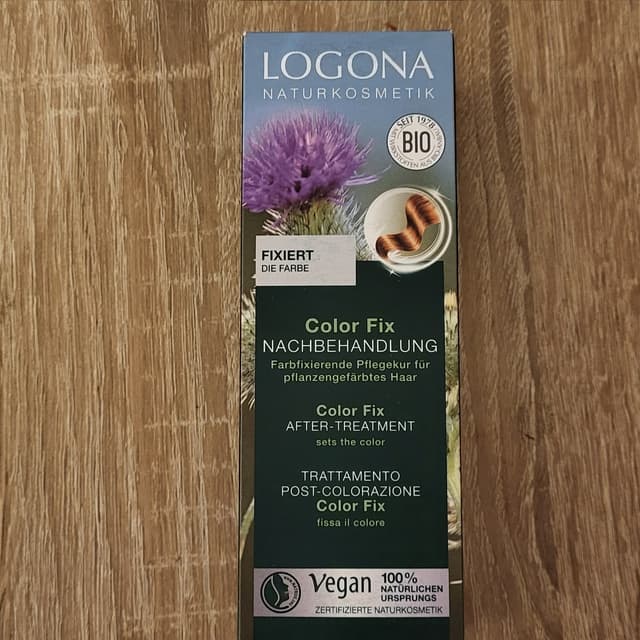 LOGONA
NATURKOSMETIK
SEIT 1978
BIO
FIXIERT
DIE FARBE
Color Fix
NACHBEHANDLUNG
Farbfixierende Pflegekur für
pflanzengefärbtes Haar
Color Fix
AFTER-TREATMENT
sets the color
TRATTAMENTO
POST-COLORAZIONE
Color Fix
fissa il colore
Vegan
100%
NATÜRLICHEN
URSPRUNGS
ZERTIFIZIERTE NATURKOSMETIK